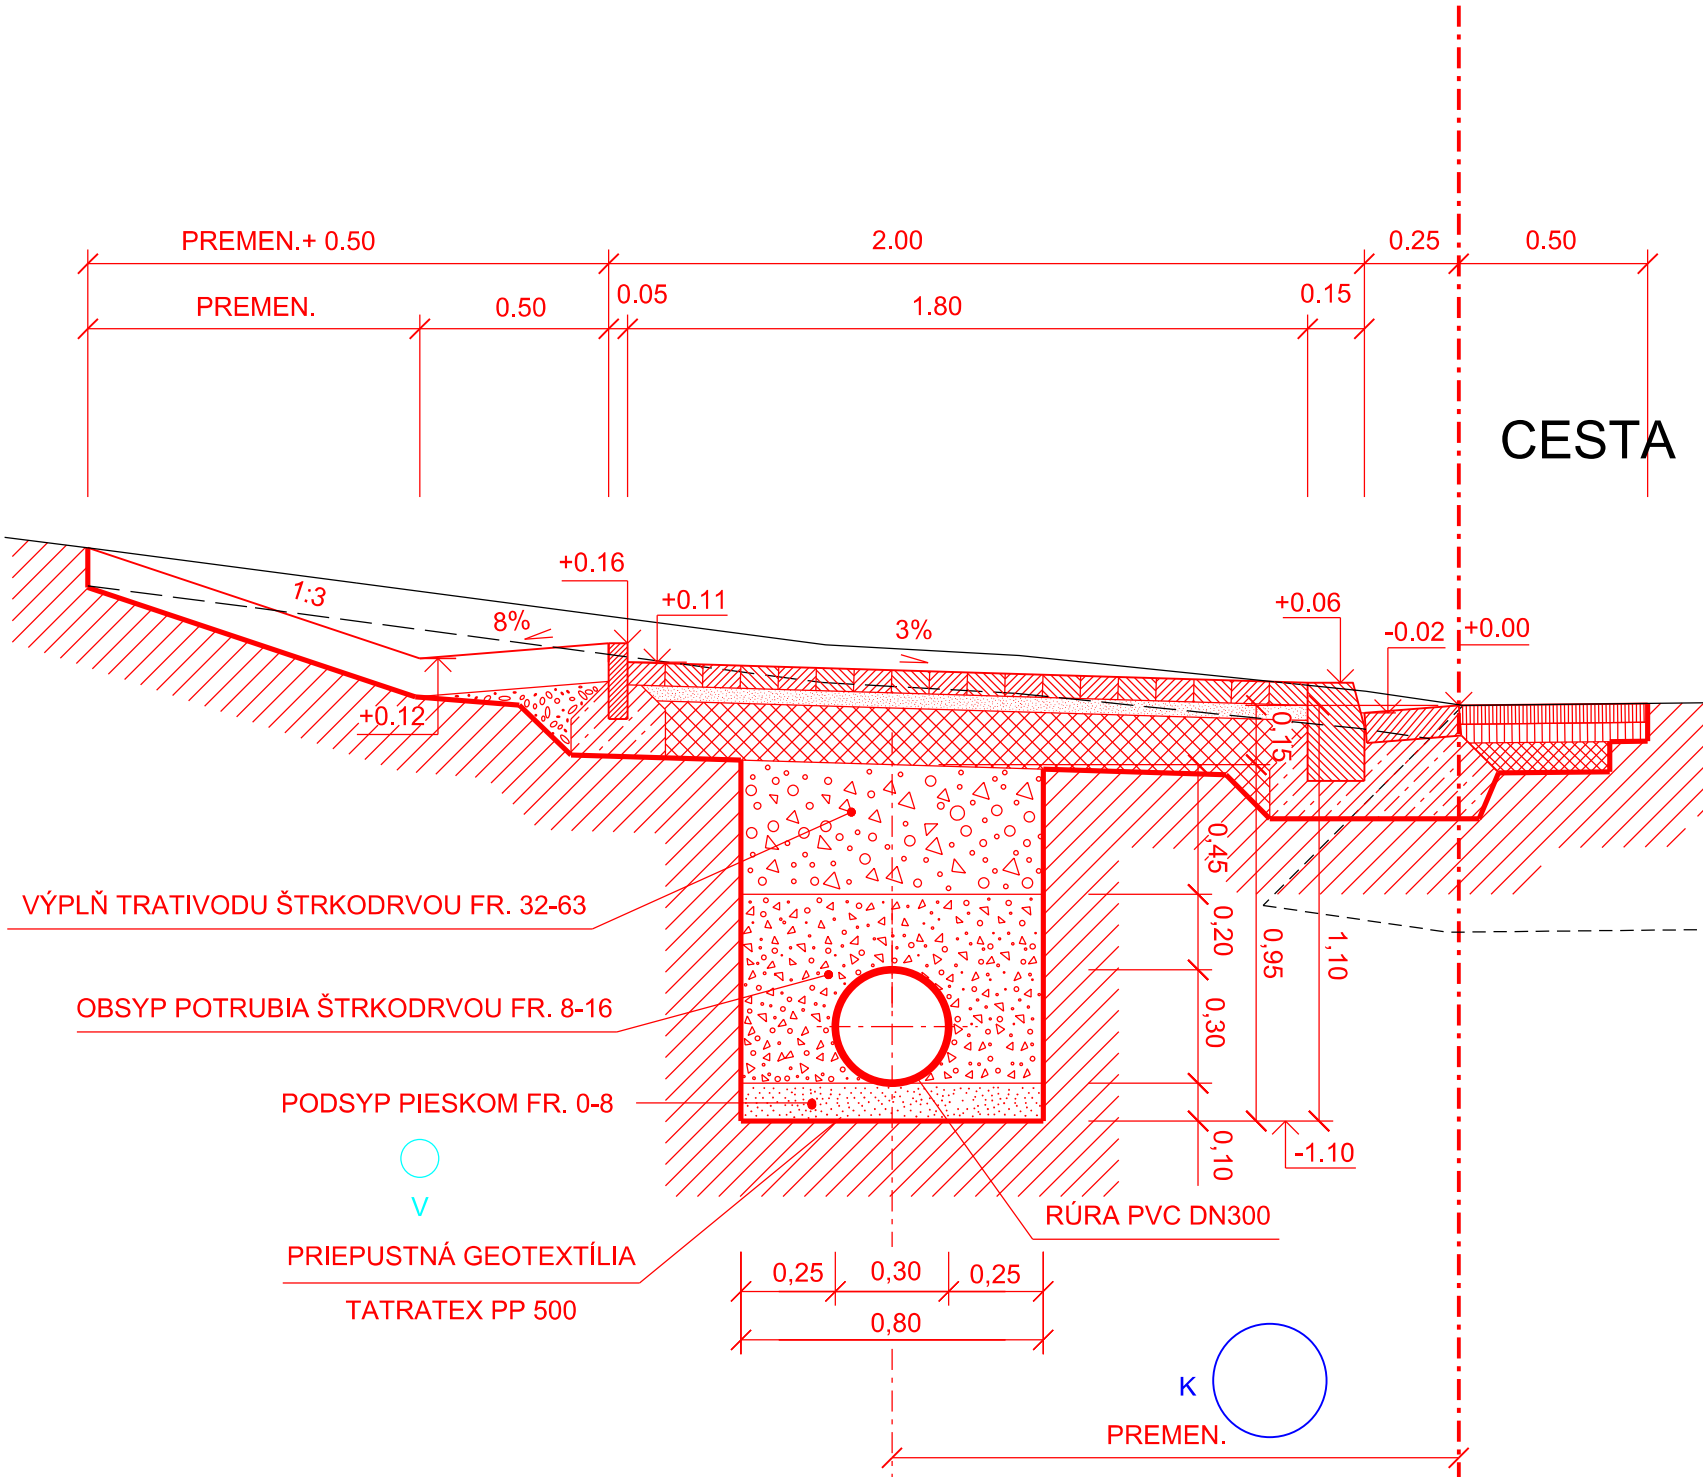 PREMEN.+ 0.50
2.00
0.25
0.50
PREMEN.
0.50
0.05
1.80
0.15
CESTA
1:3
8%
+0.16
+0.11
3%
+0.06
-0.02
+0.00
+0.12
0,15
0,45
VÝPLŇ TRATIVODU ŠTRKODRVOU FR. 32-63
0,20
0,95
1,10
OBSYP POTRUBIA ŠTRKODRVOU FR. 8-16
0,30
PODSYP PIESKOM FR. 0-8
0,10
-1.10
V
RÚRA PVC DN300
PRIEPUSTNÁ GEOTEXTÍLIA
TATRATEX PP 500
0,25
0,30
0,25
0,80
K
PREMEN.